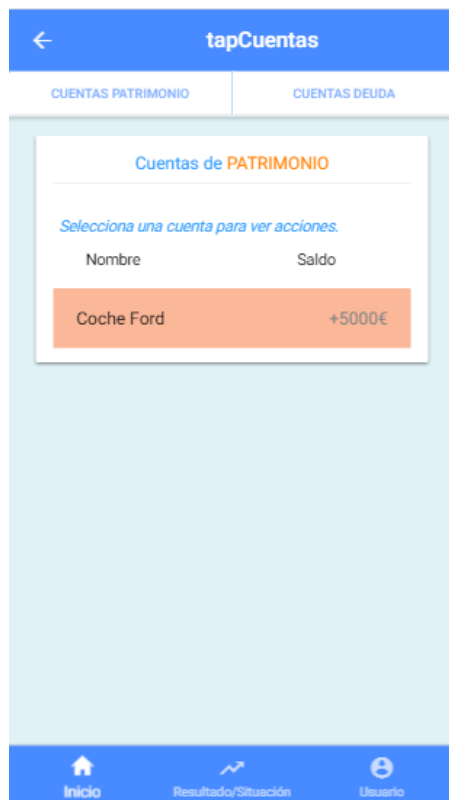 tapCuentas
CUENTAS PATRIMONIO CUENTAS DEUDA
Cuentas de PATRIMONIO
Selecciona una cuenta para ver acciones.
Nombre Saldo
Coche Ford +5000€
Inicio Resultado/Situación Usuario